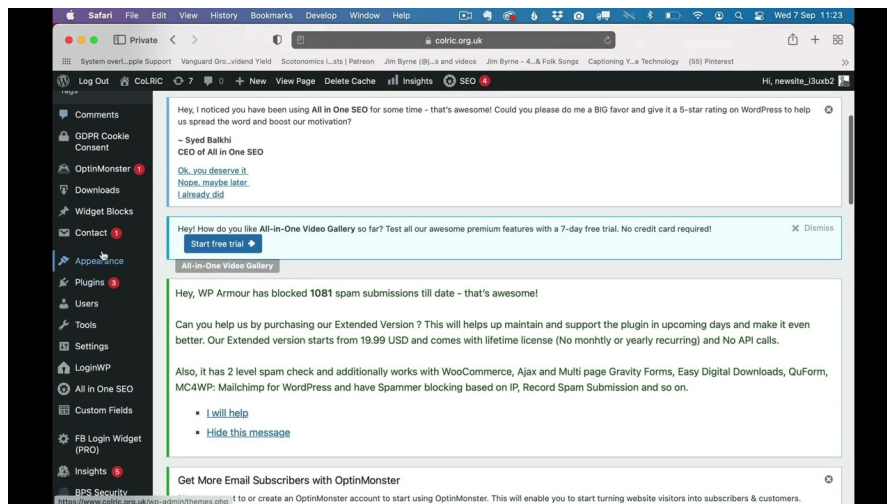 Safari File Edit View History Bookmarks Develop Window Help Wed 7 Sep 11:23
Private colric.org.uk
System overl...pple Support Vanguard Gro...vidend Yield Scotonomics i...sts | Patreon Jim Byrne (@j...s and videos Jim Byrne - 4...& Folk Songs Captioning Y...e Technology (55) Pinterest
Log Out CoLRiC 7 0 + New View Page Delete Cache Insights SEO 4 Hi, newsite_i3uxb2
Tags
Comments
GDPR Cookie
Consent
OptinMonster 1
Downloads
Widget Blocks
Contact 1
Appearance
Plugins 3
Users
Tools
Settings
LoginWP
All in One SEO
Custom Fields
FB Login Widget
(PRO)
Insights 5
BPS Security
https://www.colric.org.uk/wp-admin/themes.php
Hey, I noticed you have been using All in One SEO for some time - that's awesome! Could you please do me a BIG favor and give it a 5-star rating on WordPress to help
us spread the word and boost our motivation?
~ Syed Balkhi
CEO of All in One SEO
Ok, you deserve it
Nope, maybe later
I already did
Hey! How do you like All-in-One Video Gallery so far? Test all our awesome premium features with a 7-day free trial. No credit card required! Dismiss
Start free trial
All-in-One Video Gallery
Hey, WP Armour has blocked 1081 spam submissions till date - that's awesome!
Can you help us by purchasing our Extended Version ? This will helps up maintain and support the plugin in upcoming days and make it even
better. Our Extended version starts from 19.99 USD and comes with lifetime license (No monhtly or yearly recurring) and No API calls.
Also, it has 2 level spam check and additionally works with WooCommerce, Ajax and Multi page Gravity Forms, Easy Digital Downloads, QuForm,
MC4WP: Mailchimp for WordPress and have Spammer blocking based on IP, Record Spam Submission and so on.
I will help
Hide this message
Get More Email Subscribers with OptinMonster
t to or create an OptinMonster account to start using OptinMonster. This will enable you to start turning website visitors into subscribers & customers.